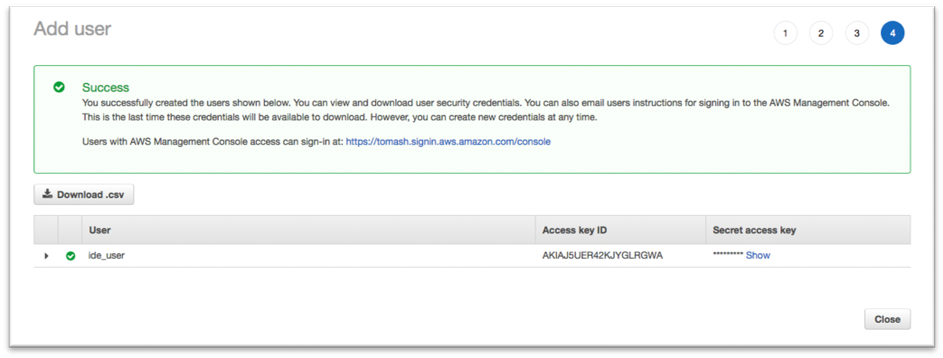 Add user
1 2 3 4
Success
You successfully created the users shown below. You can view and download user security credentials. You can also email users instructions for signing in to the AWS Management Console.
This is the last time these credentials will be available to download. However, you can create new credentials at any time.
Users with AWS Management Console access can sign-in at: https://tomash.signin.aws.amazon.com/console
Download .csv
User Access key ID Secret access key
ide_user AKIAJ5UER42KJYGLRGWA ********* Show
Close